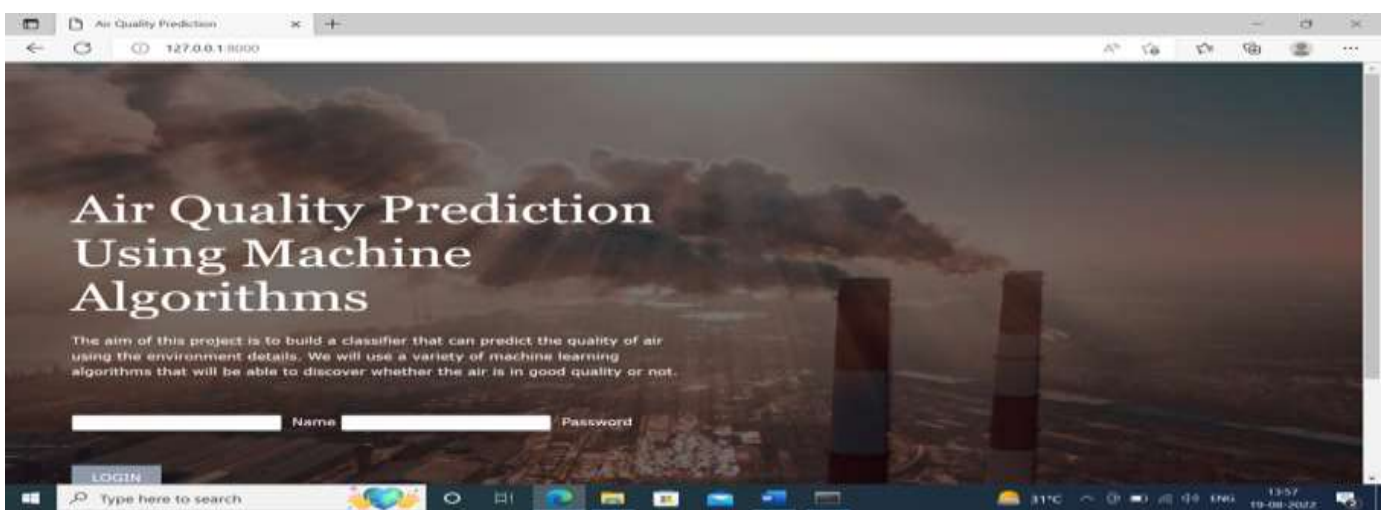 Air Quality Prediction
127.0.0.1:8000
Air Quality Prediction
Using Machine
Algorithms
The aim of this project is to build a classifier that can predict the quality of air
using the environment details. We will use a variety of machine learning
algorithms that will be able to discover whether the air is in good quality or not.
Name Password
LOGIN
Type here to search
31°C ENG 13:57
19-08-2022